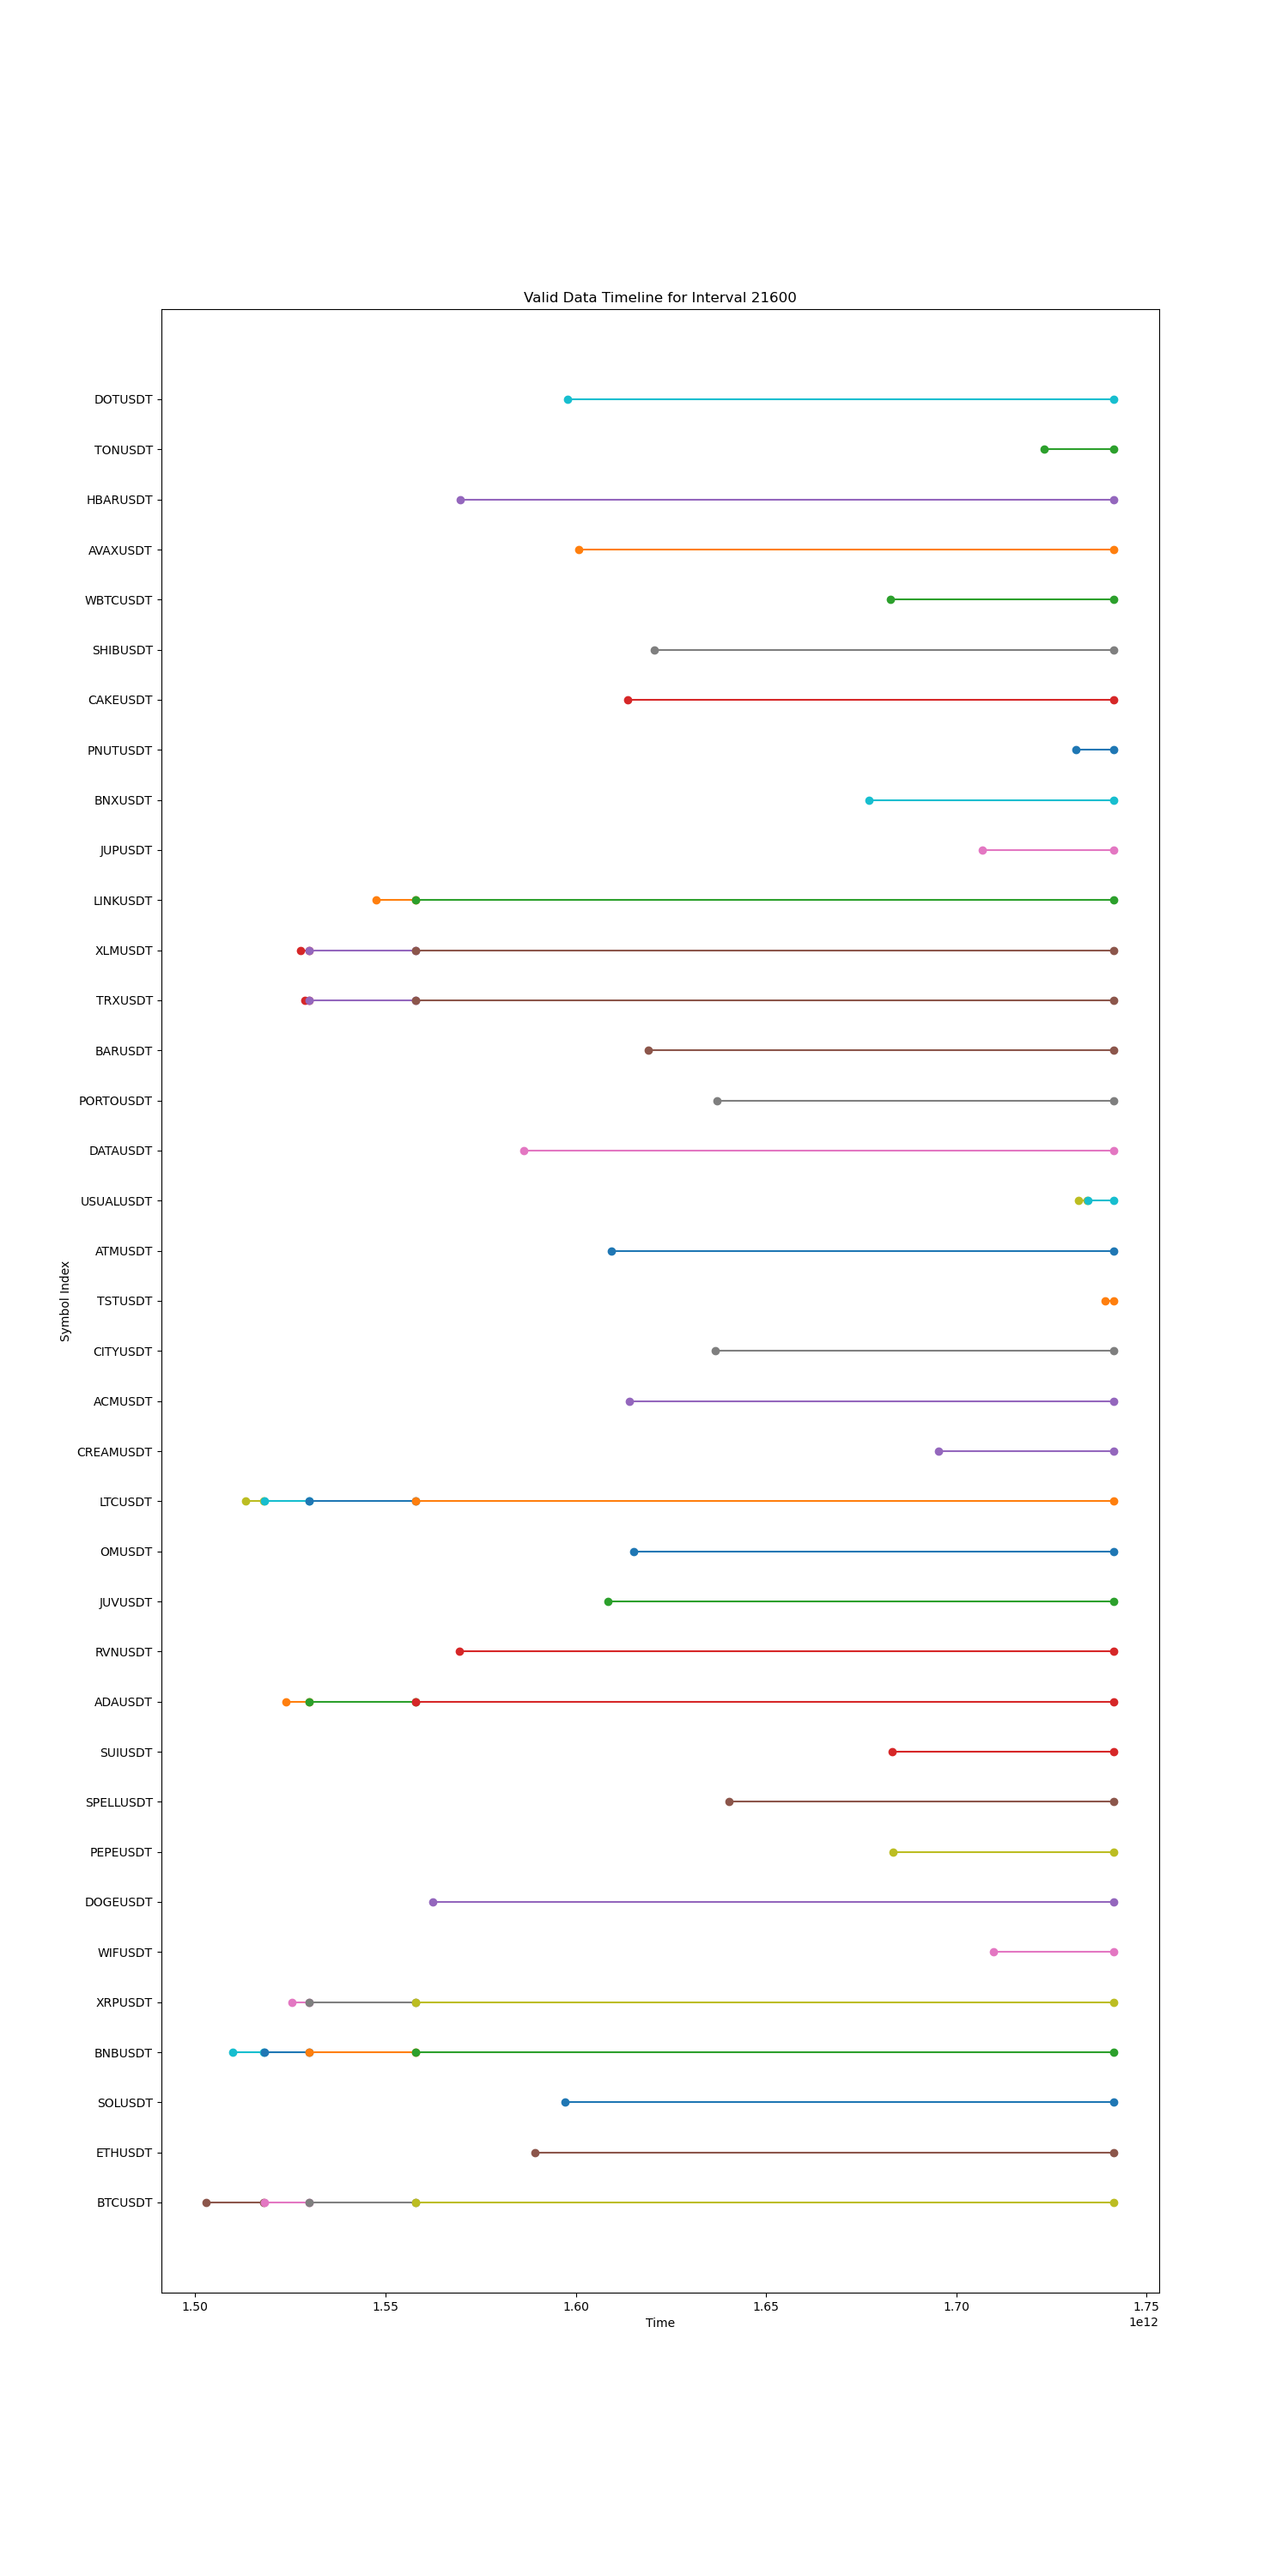 Valid Data Timeline for Interval 21600
DOTUSDT
TONUSDT
HBARUSDT
AVAXUSDT
WBTCUSDT
SHIBUSDT
CAKEUSDT
PNUTUSDT
BNXUSDT
JUPUSDT
LINKUSDT
XLMUSDT
TRXUSDT
BARUSDT
PORTOUSDT
DATAUSDT
USUALUSDT
ATMUSDT
TSTUSDT
CITYUSDT
ACMUSDT
CREAMUSDT
LTCUSDT
OMUSDT
JUVUSDT
RVNUSDT
ADAUSDT
SUIUSDT
SPELLUSDT
PEPEUSDT
DOGEUSDT
WIFUSDT
XRPUSDT
BNBUSDT
SOLUSDT
ETHUSDT
BTCUSDT
Symbol Index
1.50 1.55 1.60 1.65 1.70 1.75
Time 1e12